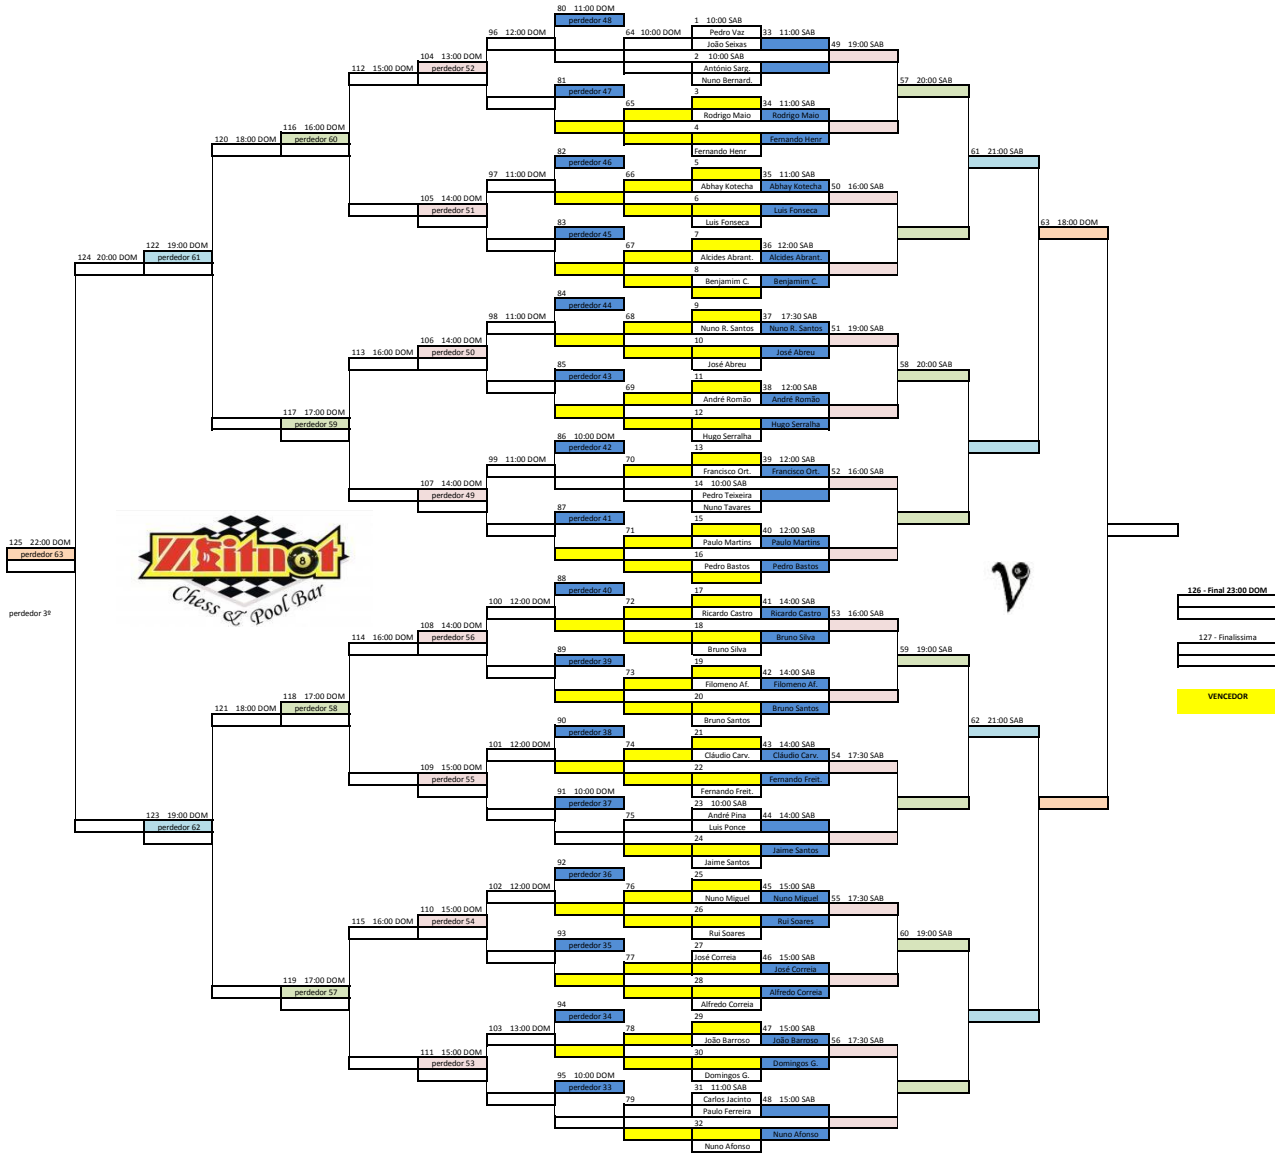 80 11:00 DOM
perdedor 48
1 10:00 SAB
96 12:00 DOM
64 10:00 DOM
Pedro Vaz
33 11:00 SAB
João Seixas
49 19:00 SAB
104 13:00 DOM
2 10:00 SAB
112 15:00 DOM
perdedor 52
António Sarg.
81
Nuno Bernard.
57 20:00 SAB
perdedor 47
3
65
34 11:00 SAB
Rodrigo Maio
Rodrigo Maio
116 16:00 DOM
4
120 18:00 DOM
perdedor 60
Fernando Henr
82
Fernando Henr
61 21:00 SAB
perdedor 46
5
97 11:00 DOM
66
35 11:00 SAB
Abhay Kotecha
Abhay Kotecha
50 16:00 SAB
105 14:00 DOM
6
perdedor 51
Luis Fonseca
83
Luis Fonseca
63 18:00 DOM
perdedor 45
7
122 19:00 DOM
67
36 12:00 SAB
124 20:00 DOM
perdedor 61
Alcides Abrant.
Alcides Abrant.
8
Benjamim C.
Benjamim C.
84
perdedor 44
9
98 11:00 DOM
68
37 17:30 SAB
Nuno R. Santos
Nuno R. Santos
51 19:00 SAB
106 14:00 DOM
10
113 16:00 DOM
perdedor 50
José Abreu
85
José Abreu
58 20:00 SAB
perdedor 43
11
69
38 12:00 SAB
André Romão
André Romão
117 17:00 DOM
12
perdedor 59
Hugo Serralha
86 10:00 DOM
Hugo Serralha
perdedor 42
13
99 11:00 DOM
70
39 12:00 SAB
Francisco Ort.
Francisco Ort.
52 16:00 SAB
107 14:00 DOM
14 10:00 SAB
perdedor 49
Pedro Teixeira
87
Nuno Tavares
perdedor 41
15
71
40 12:00 SAB
125 22:00 DOM
Paulo Martins
Paulo Martins
perdedor 63
16
Pedro Bastos
Pedro Bastos
Zsitnot
8
Chess & Pool Bar
88
perdedor 40
17
126 - Final 23:00 DOM
100 12:00 DOM
72
41 14:00 SAB
perdedor 3º
Ricardo Castro
Ricardo Castro
53 16:00 SAB
108 14:00 DOM
18
114 16:00 DOM
perdedor 56
Bruno Silva
127 - Finalissima
89
Bruno Silva
59 19:00 SAB
perdedor 39
19
73
42 14:00 SAB
Filomeno Af.
Filomeno Af.
118 17:00 DOM
20
VENCEDOR
121 18:00 DOM
perdedor 58
Bruno Santos
90
Bruno Santos
62 21:00 SAB
perdedor 38
21
101 12:00 DOM
74
43 14:00 SAB
Cláudio Carv.
Cláudio Carv.
54 17:30 SAB
109 15:00 DOM
22
perdedor 55
Fernando Freit.
91 10:00 DOM
Fernando Freit.
perdedor 37
23 10:00 SAB
123 19:00 DOM
75
André Pina
44 14:00 SAB
perdedor 62
Luis Ponce
24
Jaime Santos
92
Jaime Santos
perdedor 36
25
102 12:00 DOM
76
45 15:00 SAB
Nuno Miguel
Nuno Miguel
55 17:30 SAB
110 15:00 DOM
26
115 16:00 DOM
perdedor 54
Rui Soares
93
Rui Soares
60 19:00 SAB
perdedor 35
27
77
José Correia
46 15:00 SAB
José Correia
119 17:00 DOM
28
perdedor 57
Alfredo Correia
94
Alfredo Correia
perdedor 34
29
103 13:00 DOM
78
47 15:00 SAB
João Barroso
João Barroso
56 17:30 SAB
111 15:00 DOM
30
perdedor 53
Domingos G.
95 10:00 DOM
Domingos G.
perdedor 33
31 11:00 SAB
79
Carlos Jacinto
48 15:00 SAB
Paulo Ferreira
32
Nuno Afonso
Nuno Afonso